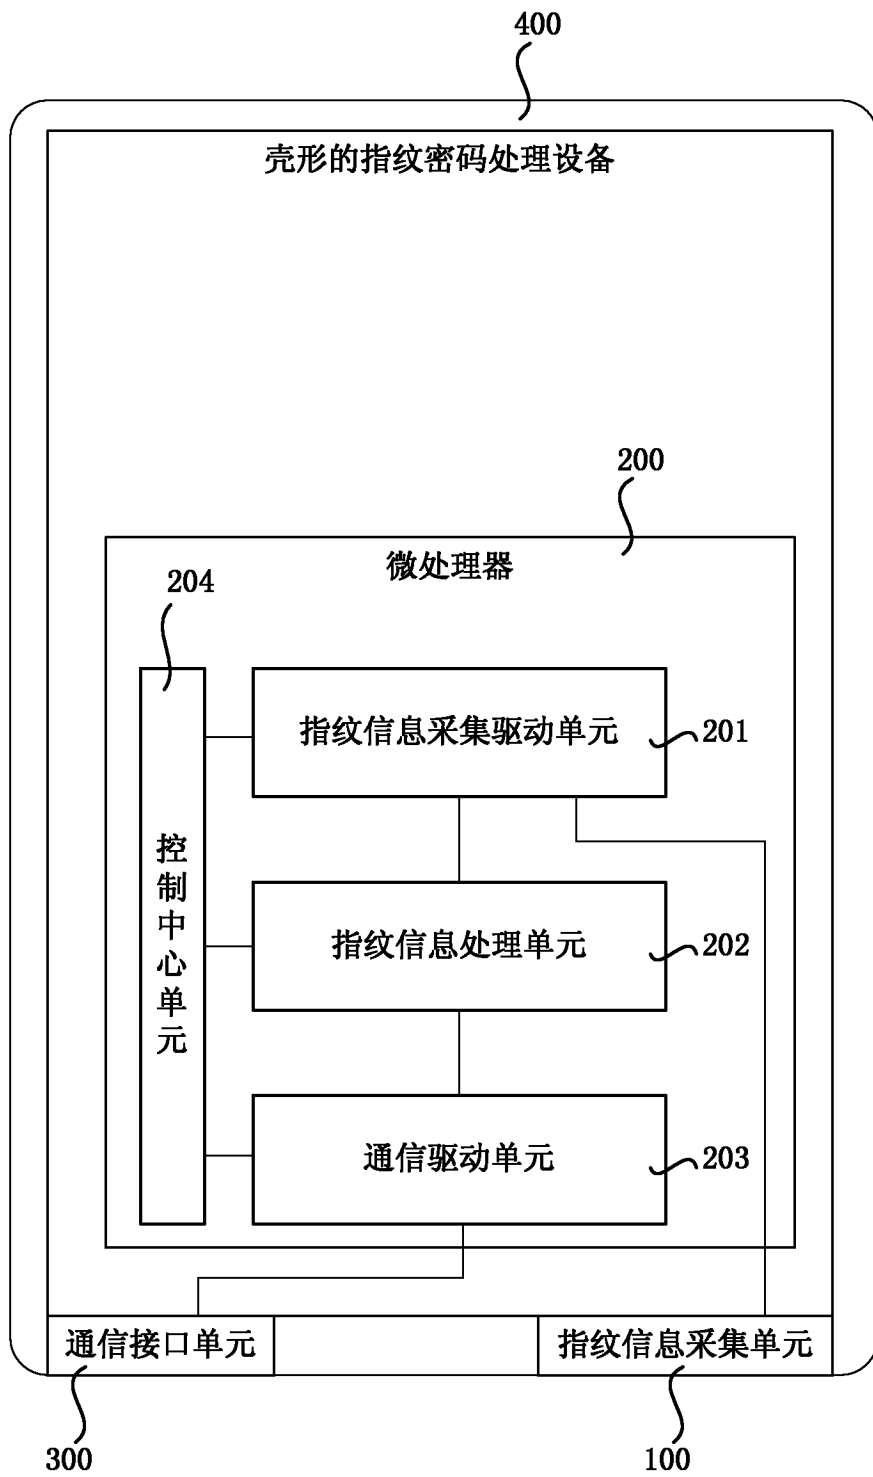 400
壳形的指纹密码处理设备
200
微处理器
204
指纹信息采集驱动单元
201
控制中心单元
指纹信息处理单元
202
通信驱动单元
203
通信接口单元
指纹信息采集单元
300
100